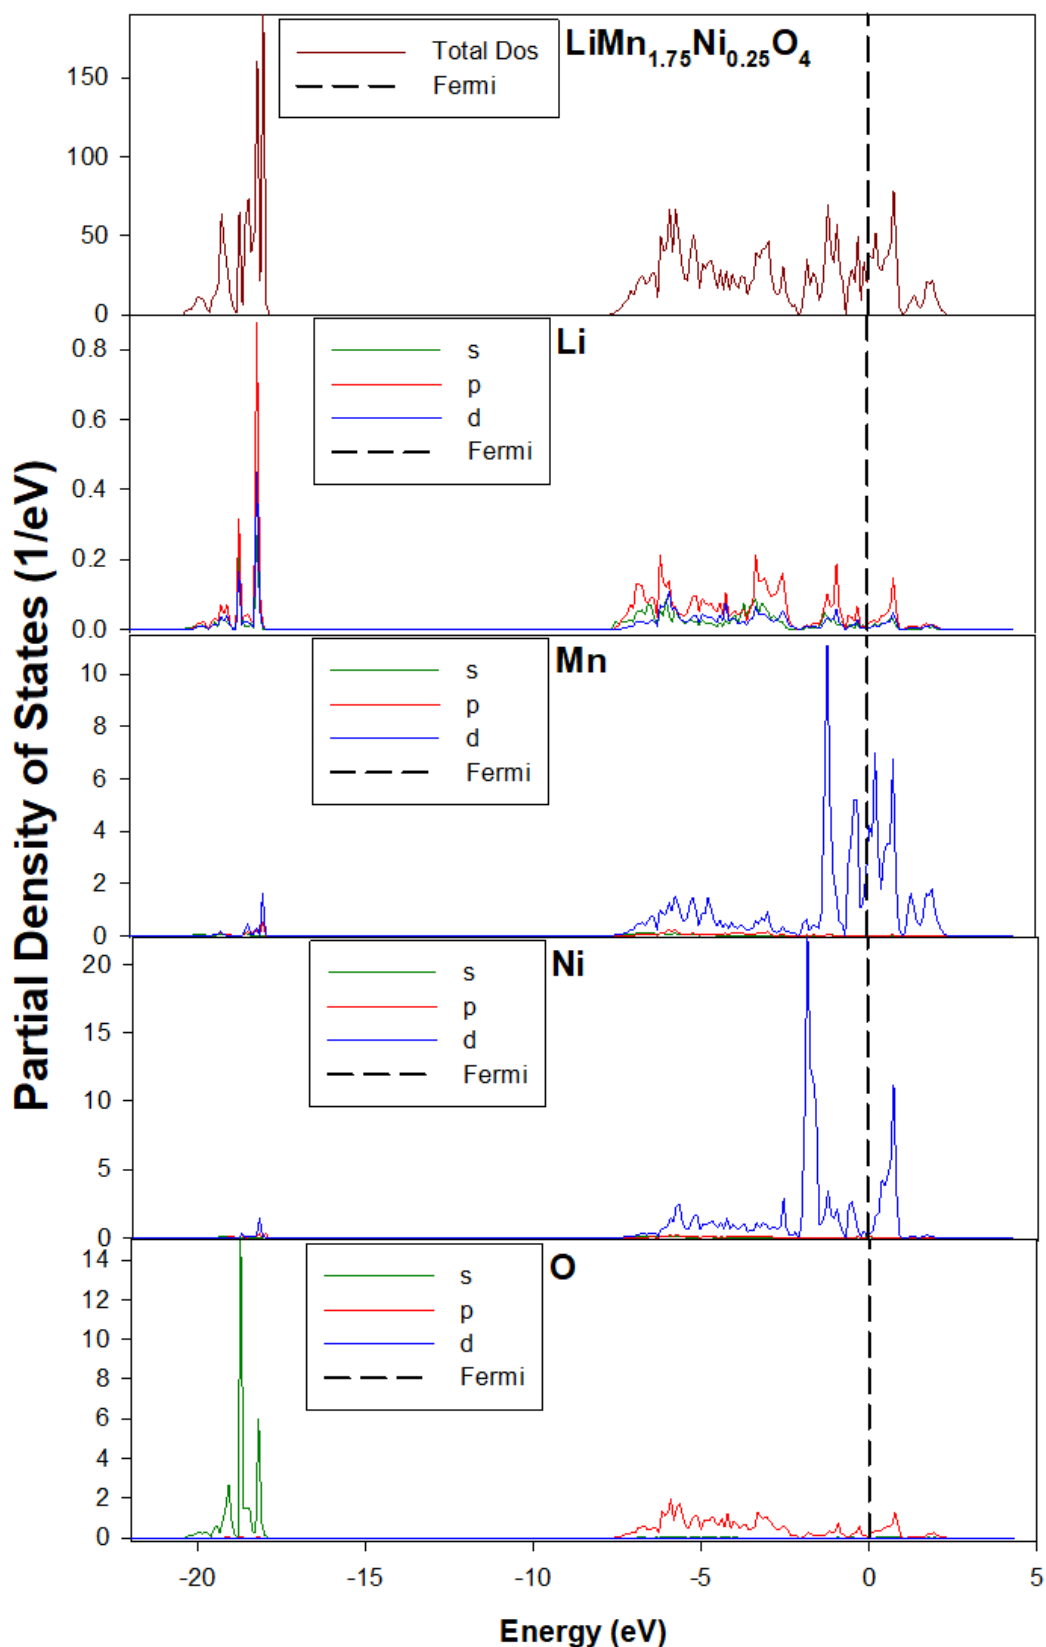 Total Dos
Fermi
LiMn1.75Ni0.25O4
150
100
50
0
s
p
d
Fermi
Li
0.8
0.6
0.4
0.2
0.0
s
p
d
Fermi
Mn
10
8
6
4
2
0
s
p
d
Fermi
Ni
20
15
10
5
0
s
p
d
Fermi
O
14
12
10
8
6
4
2
0
Partial Density of States (1/eV)
-20 -15 -10 -5 0 5
Energy (eV)